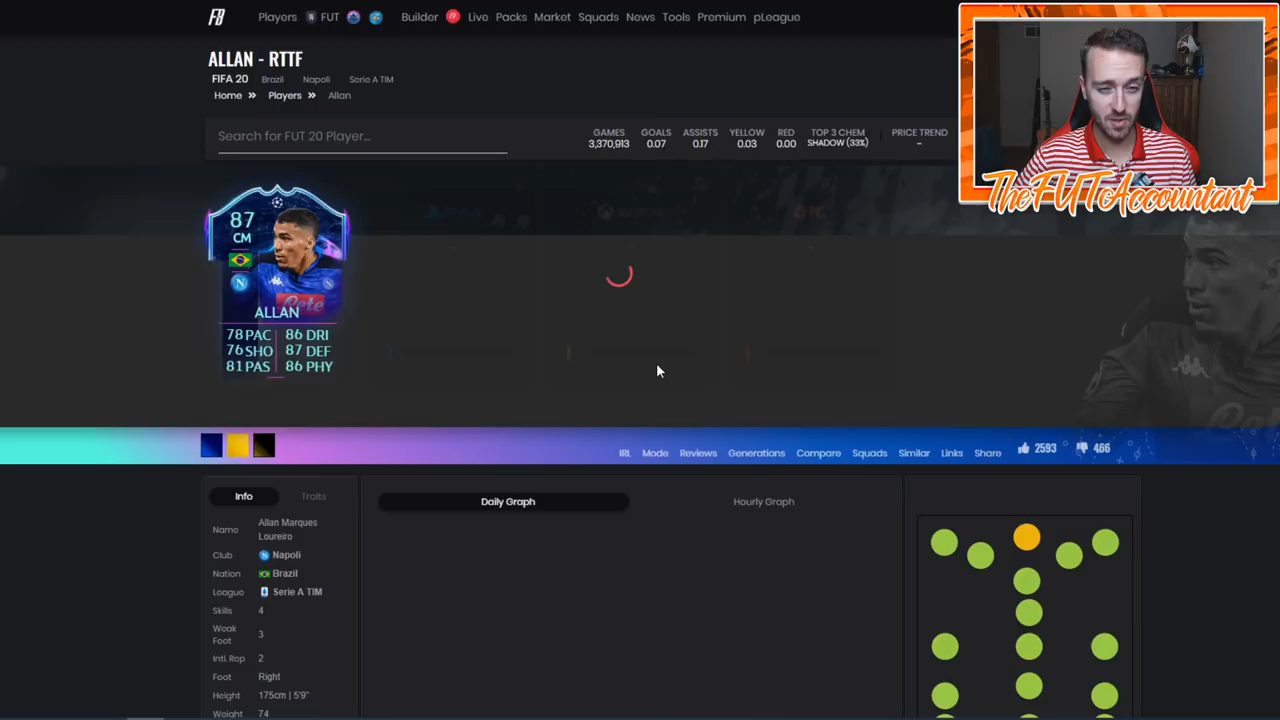 F8 Players FUT Builder Live Packs Market Squads News Tools Premium pLeague
ALLAN - RTTF
FIFA 20 Brazil Napoli Serie A TIM
Home » Players » Allan
Search for FUT 20 Player...
GAMES GOALS ASSISTS YELLOW RED TOP 3 CHEM PRICE TREND
3,370,913 0.07 0.17 0.03 0.00 SHADOW (33%) -
TheFUTAccountant
87
CM
ALLAN
78 PAC 86 DRI
76 SHO 87 DEF
81 PAS 86 PHY
IRL Mode Reviews Generations Compare Squads Similar Links Share 2593 466
Info Traits
Daily Graph Hourly Graph
Name Allan Marques Loureiro
Club Napoli
Nation Brazil
League Serie A TIM
Skills 4
Weak Foot 3
Intl. Rep 2
Foot Right
Height 175cm | 5'9"
Weight 74